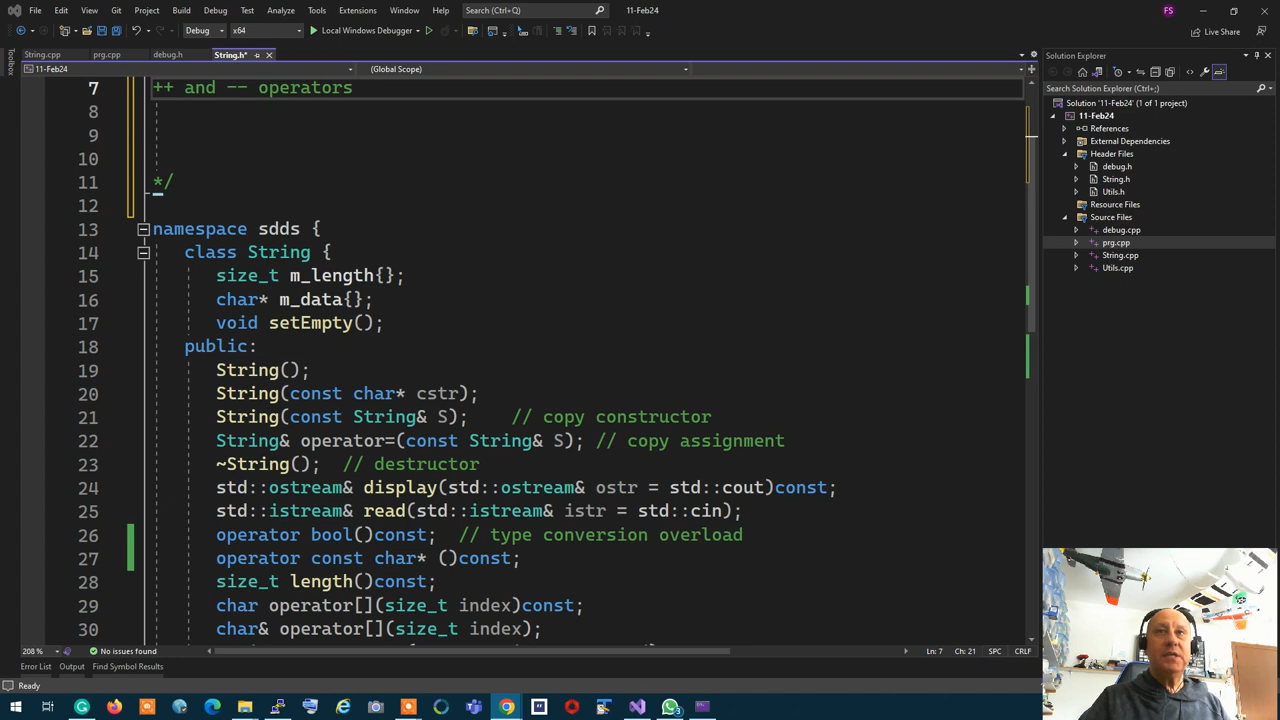 File Edit View Git Project Build Debug Test Analyze Tools Extensions Window Help Search (Ctrl+Q) 11-Feb24 FS
Debug x64 Local Windows Debugger Live Share
Toolbox
String.cpp prg.cpp debug.h String.h*
11-Feb24 (Global Scope)
7 ++ and -- operators
8
9
10
11 */
12
13 namespace sdds {
14 class String {
15 size_t m_length{};
16 char* m_data{};
17 void setEmpty();
18 public:
19 String();
20 String(const char* cstr);
21 String(const String& S); // copy constructor
22 String& operator=(const String& S); // copy assignment
23 ~String(); // destructor
24 std::ostream& display(std::ostream& ostr = std::cout)const;
25 std::istream& read(std::istream& istr = std::cin);
26 operator bool()const; // type conversion overload
27 operator const char* ()const;
28 size_t length()const;
29 char operator[](size_t index)const;
30 char& operator[](size_t index);
208 % No issues found Ln: 7 Ch: 21 SPC CRLF
Error List Output Find Symbol Results
Ready
Solution Explorer
Search Solution Explorer (Ctrl+;)
Solution '11-Feb24' (1 of 1 project)
11-Feb24
References
External Dependencies
Header Files
debug.h
String.h
Utils.h
Resource Files
Source Files
debug.cpp
prg.cpp
String.cpp
Utils.cpp
3